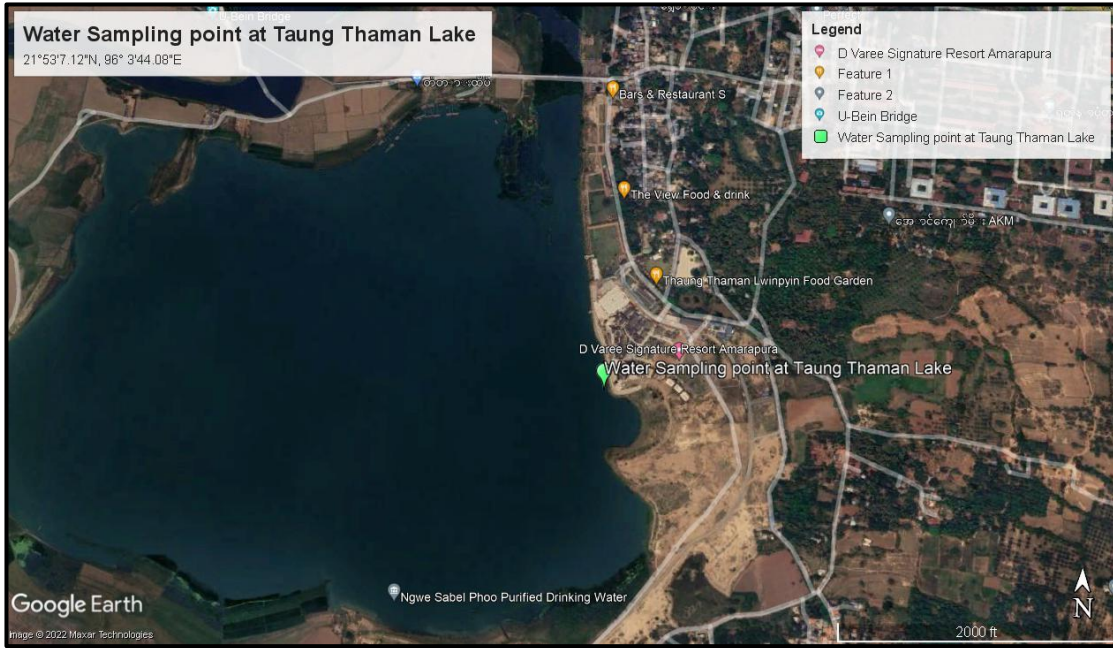 Water Sampling point at Taung Thaman Lake
21°53'7.12"N, 96° 3'44.08"E
U-Bein Bridge
Legend
D Varee Signature Resort Amarapura
Feature 1
Feature 2
U-Bein Bridge
Water Sampling point at Taung Thaman Lake
Bars & Restaurant S
The View Food & drink
AKM
Thaung Thaman Lwinpyin Food Garden
D Varee Signature Resort Amarapura
Water Sampling point at Taung Thaman Lake
Ngwe Sabel Phoo Purified Drinking Water
Google Earth
Image © 2022 Maxar Technologies
N
2000 ft